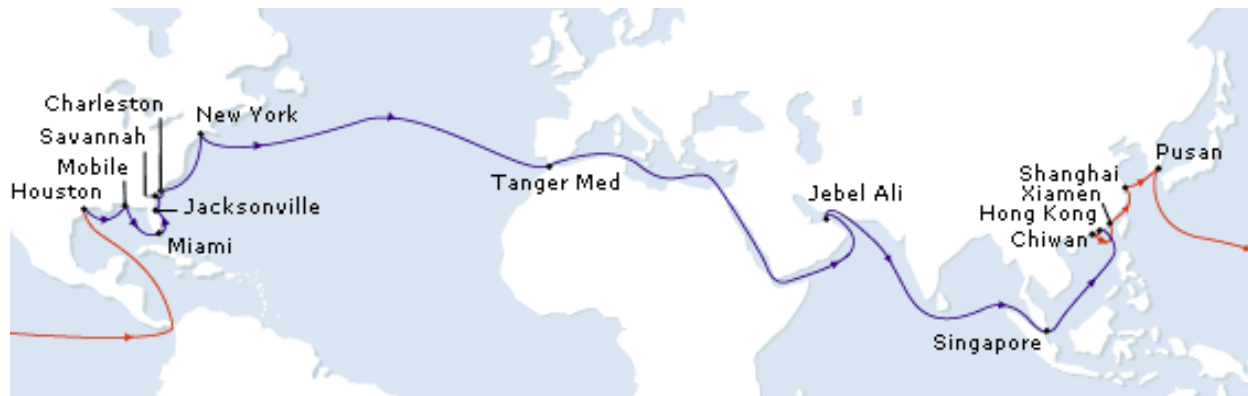 Charleston
New York
Savannah
Mobile
Houston
Jacksonville
Miami
Tanger Med
Jebel Ali
Singapore
Pusan
Shanghai
Xiamen
Hong Kong
Chiwan